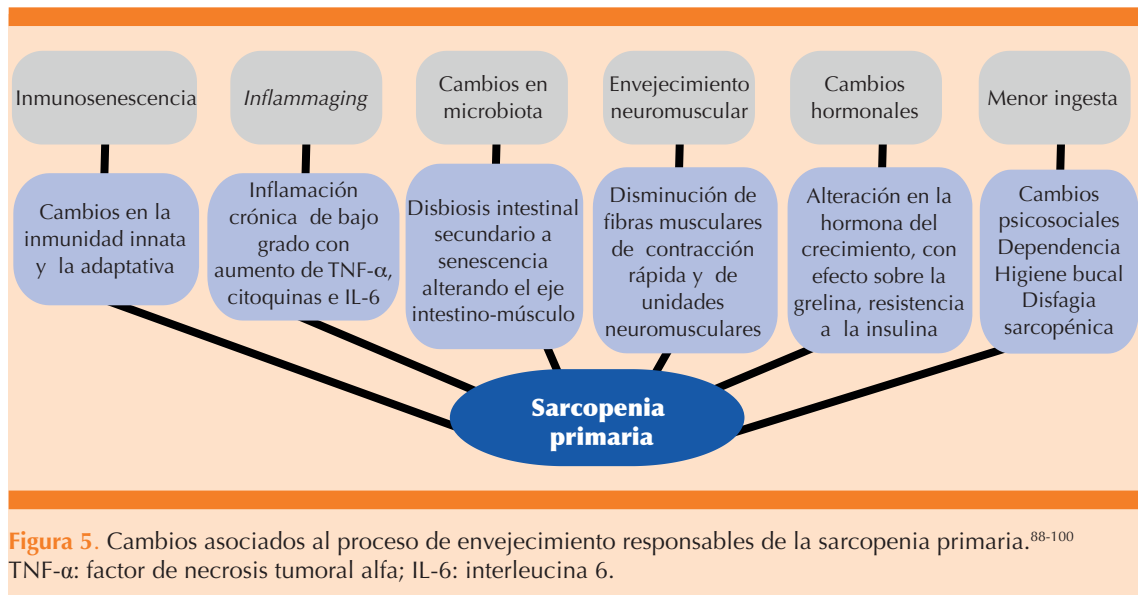 Inmunosenescencia
Inflammaging
Cambios en
microbiota
Envejecimiento
neuromuscular
Cambios
hormonales
Menor ingesta
Cambios en la
inmunidad innata
y la adaptativa
Inflamación
crónica de bajo
grado con
aumento de TNF-α,
citoquinas e IL-6
Disbiosis intestinal
secundario a
senescencia
alterando el eje
intestino-músculo
Disminución de
fibras musculares
de contracción
rápida y de
unidades
neuromusculares
Alteración en la
hormona del
crecimiento, con
efecto sobre la
grelina, resistencia
a la insulina
Cambios
psicosociales
Dependencia
Higiene bucal
Disfagia
sarcopénica
Sarcopenia
primaria
Figura 5. Cambios asociados al proceso de envejecimiento responsables de la sarcopenia primaria.88-100
TNF-α: factor de necrosis tumoral alfa; IL-6: interleucina 6.